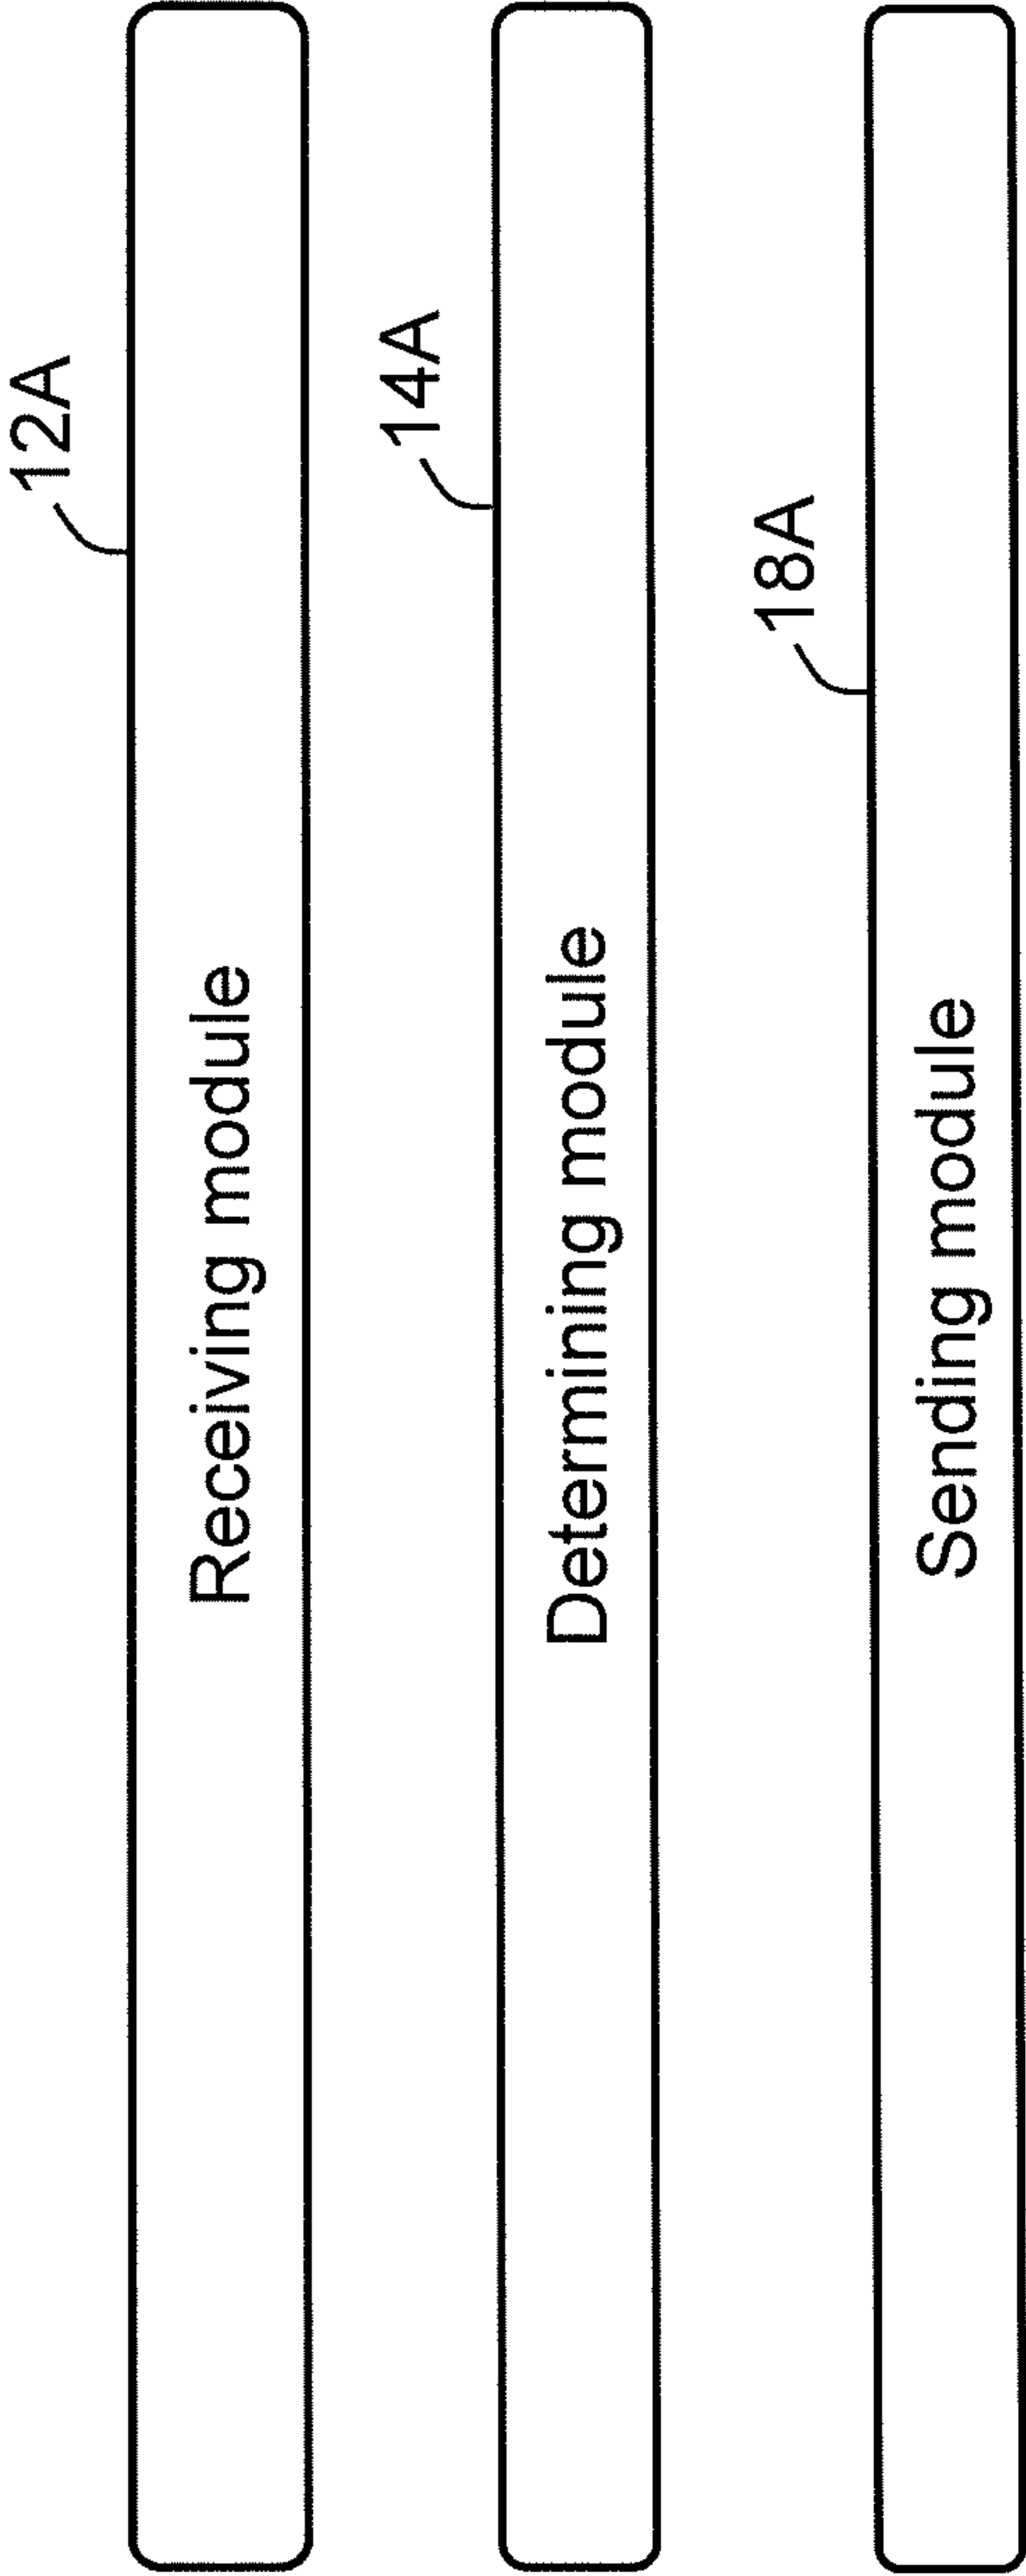 12A
Receiving module
14A
Determining module
18A
Sending module